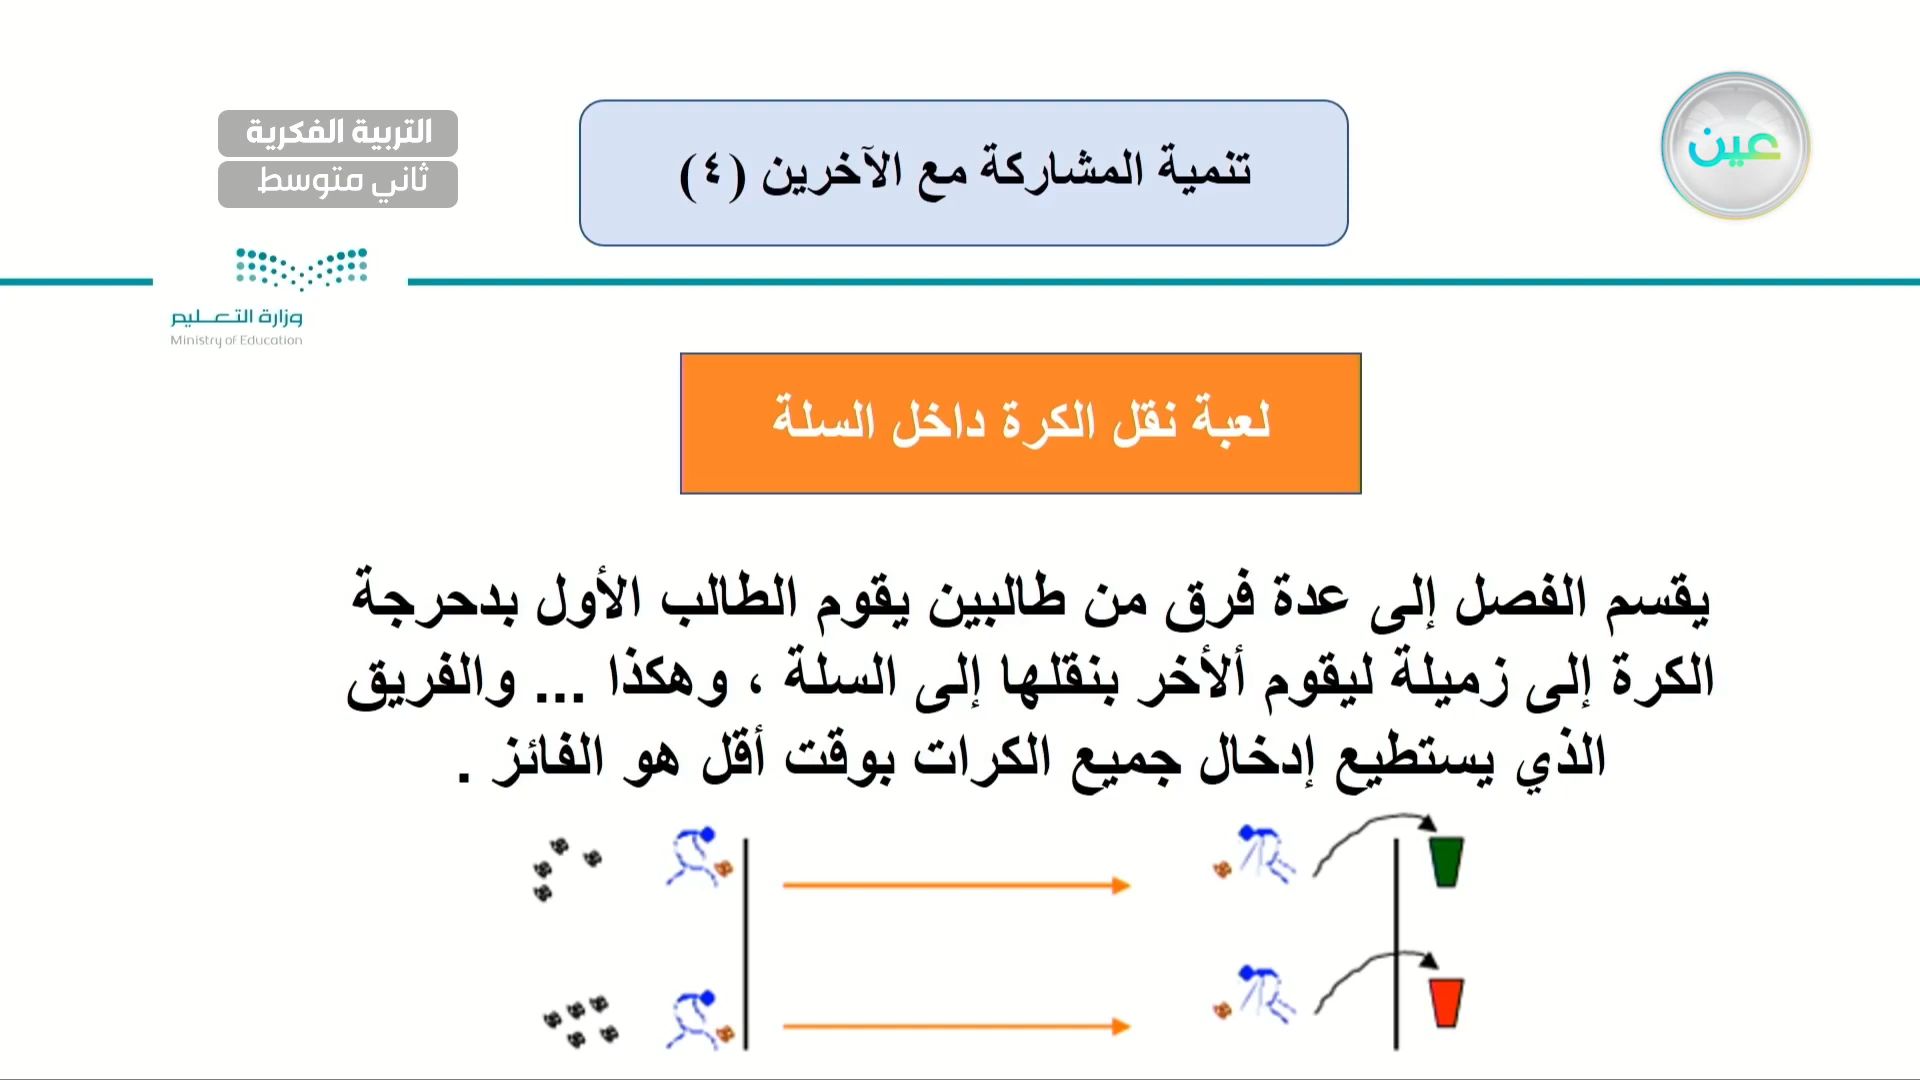 عين
تنمية المشاركة مع الآخرين (٤)
التربية الفكرية
ثاني متوسط
وزارة التعليم
Ministry of Education
لعبة نقل الكرة داخل السلة
يقسم الفصل إلى عدة فرق من طالبين يقوم الطالب الأول بدحرجة
الكرة إلى زميلة ليقوم ألأخر بنقلها إلى السلة ، وهكذا ... والفريق
الذي يستطيع إدخال جميع الكرات بوقت أقل هو الفائز .